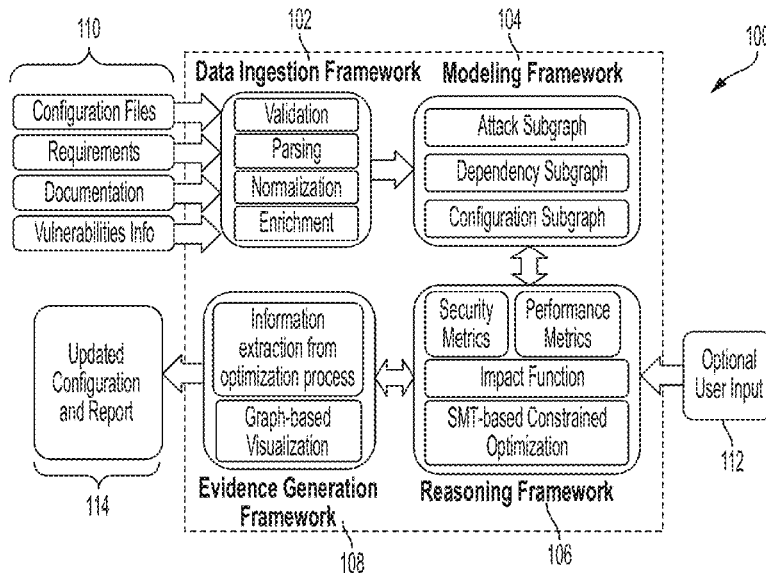 110
102
104
100
Data Ingestion Framework
Modeling Framework
Configuration Files
Requirements
Documentation
Vulnerabilities Info
Validation
Parsing
Normalization
Enrichment
Attack Subgraph
Dependency Subgraph
Configuration Subgraph
Updated
Configuration
and Report
Information
extraction from
optimization process
Graph-based
Visualization
Security
Metrics
Performance
Metrics
Impact Function
SMT-based Constrained
Optimization
Optional
User Input
112
114
Evidence Generation
Framework
108
Reasoning Framework
106